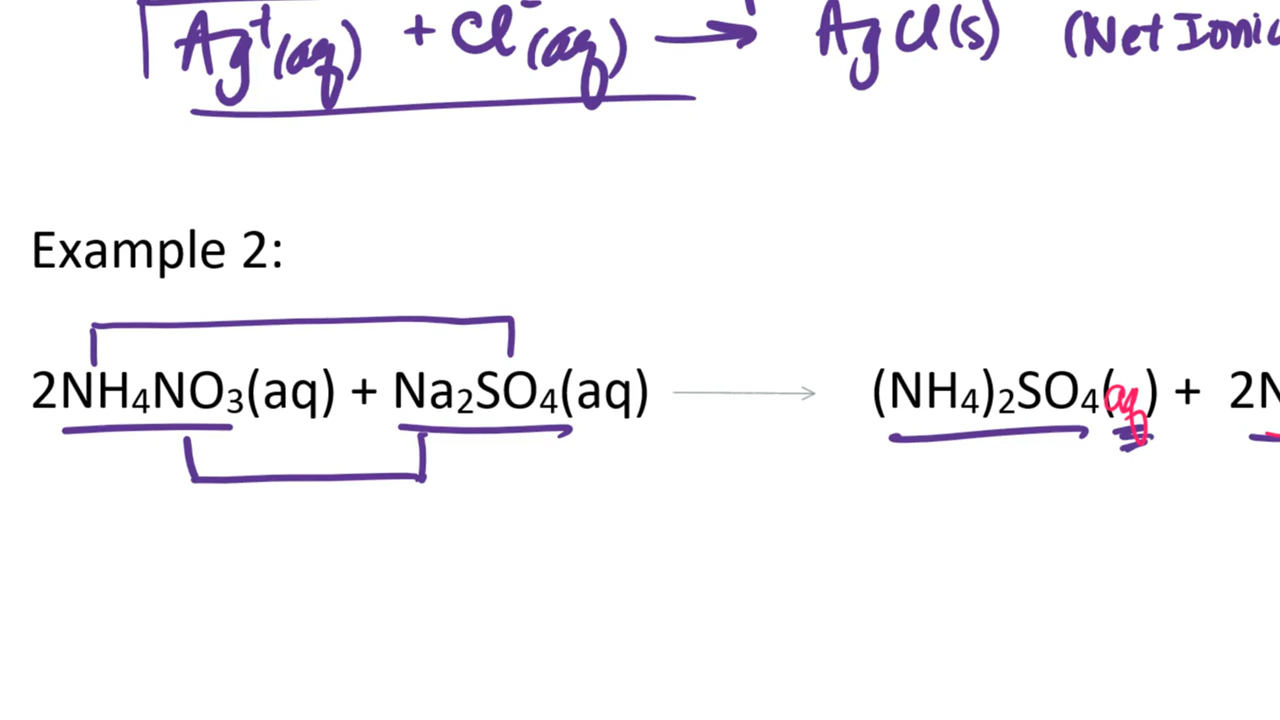 Ag⁺(aq) + Cl⁻(aq) → AgCl(s) (Net Ionic
Example 2:
2NH₄NO₃(aq) + Na₂SO₄(aq) → (NH₄)₂SO₄(aq) + 2N